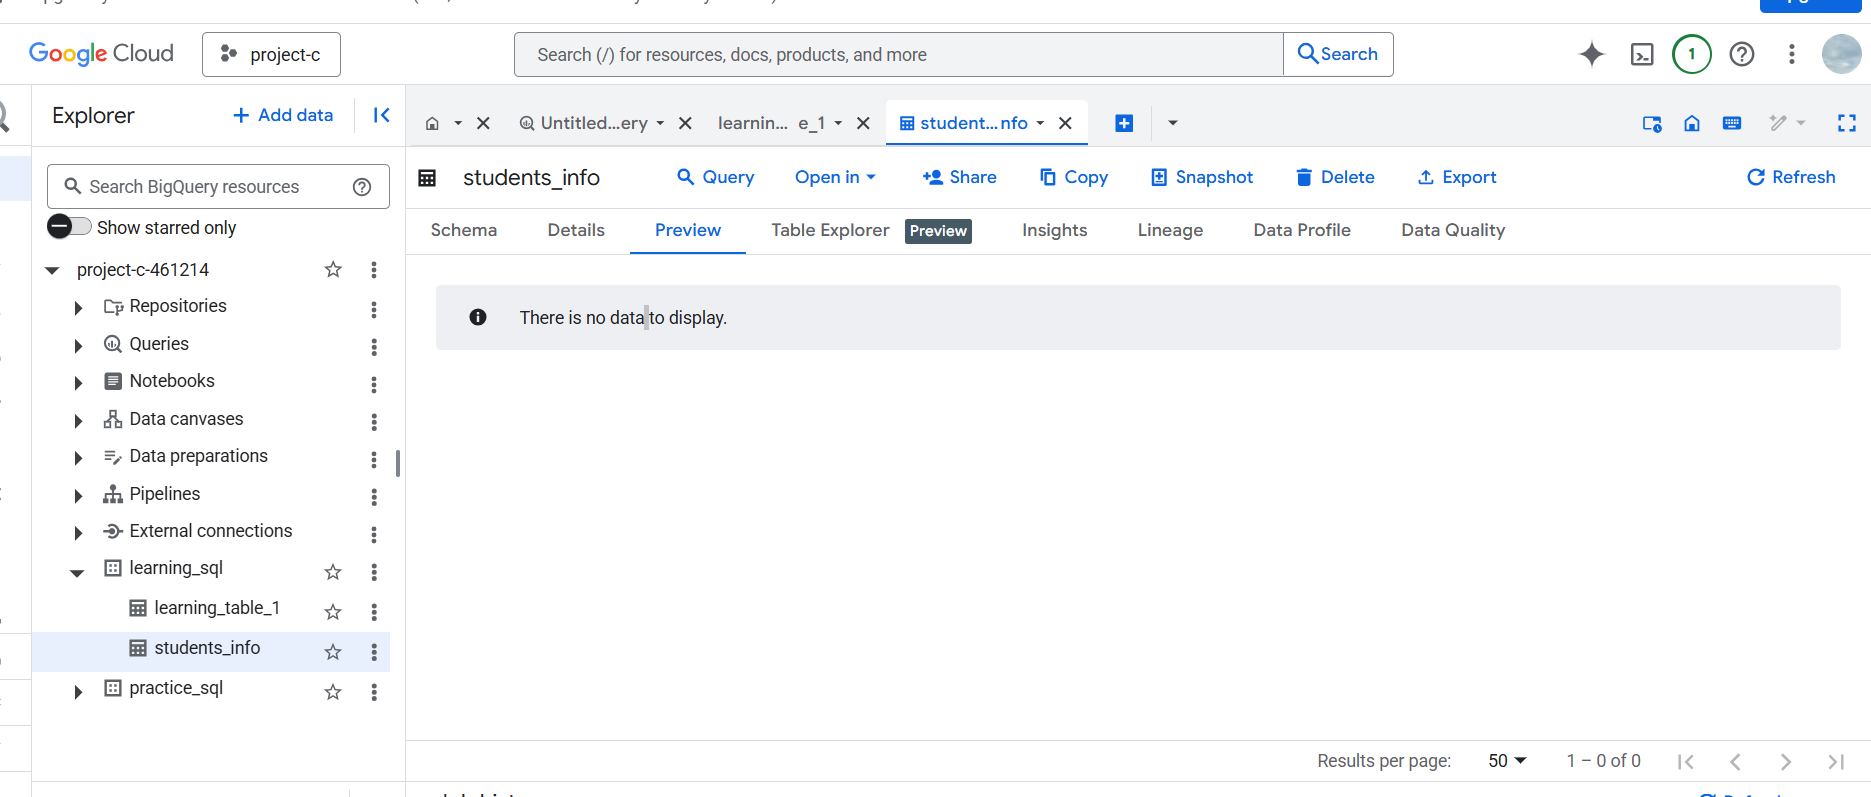 Google Cloud
project-c
Search (/) for resources, docs, products, and more
Search
1
Explorer
Add data
Untitled...ery
learnin... e_1
student...nfo
Search BigQuery resources
students_info
Query
Open in
Share
Copy
Snapshot
Delete
Export
Refresh
Show starred only
Schema
Details
Preview
Table Explorer
Preview
Insights
Lineage
Data Profile
Data Quality
project-c-461214
Repositories
There is no data to display.
Queries
Notebooks
Data canvases
Data preparations
Pipelines
External connections
learning_sql
learning_table_1
students_info
practice_sql
Results per page:
50
1 – 0 of 0